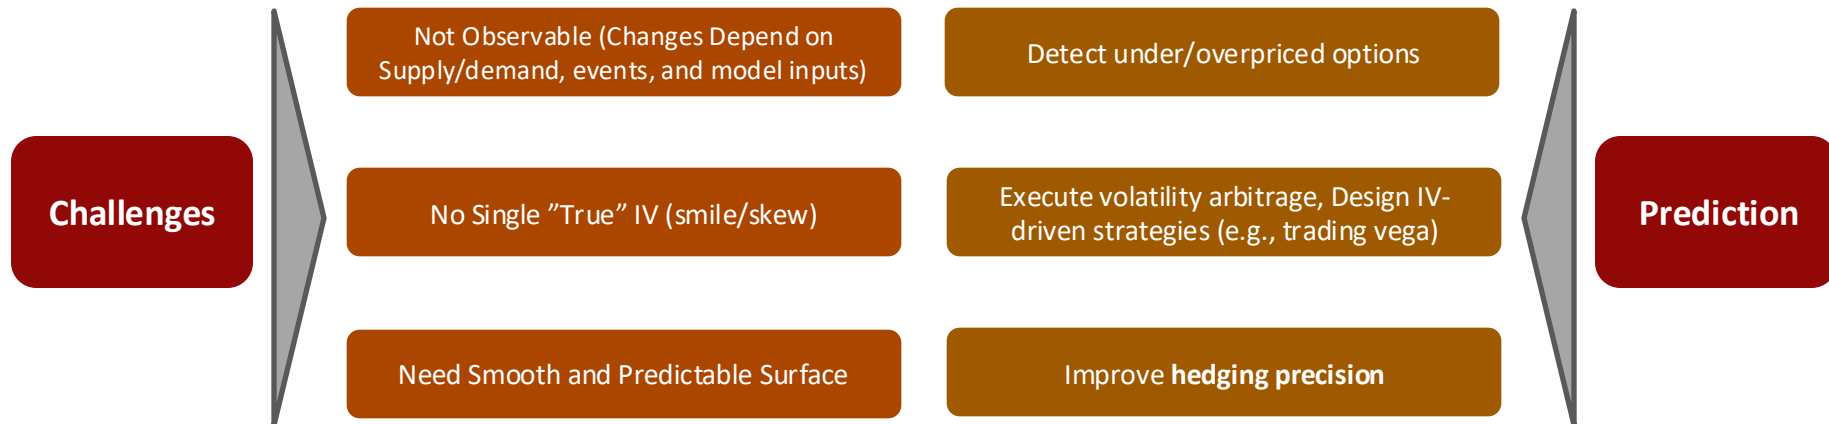 Challenges
Not Observable (Changes Depend on
Supply/demand, events, and model inputs)
No Single ”True” IV (smile/skew)
Need Smooth and Predictable Surface
Detect under/overpriced options
Execute volatility arbitrage, Design IV-
driven strategies (e.g., trading vega)
Improve hedging precision
Prediction